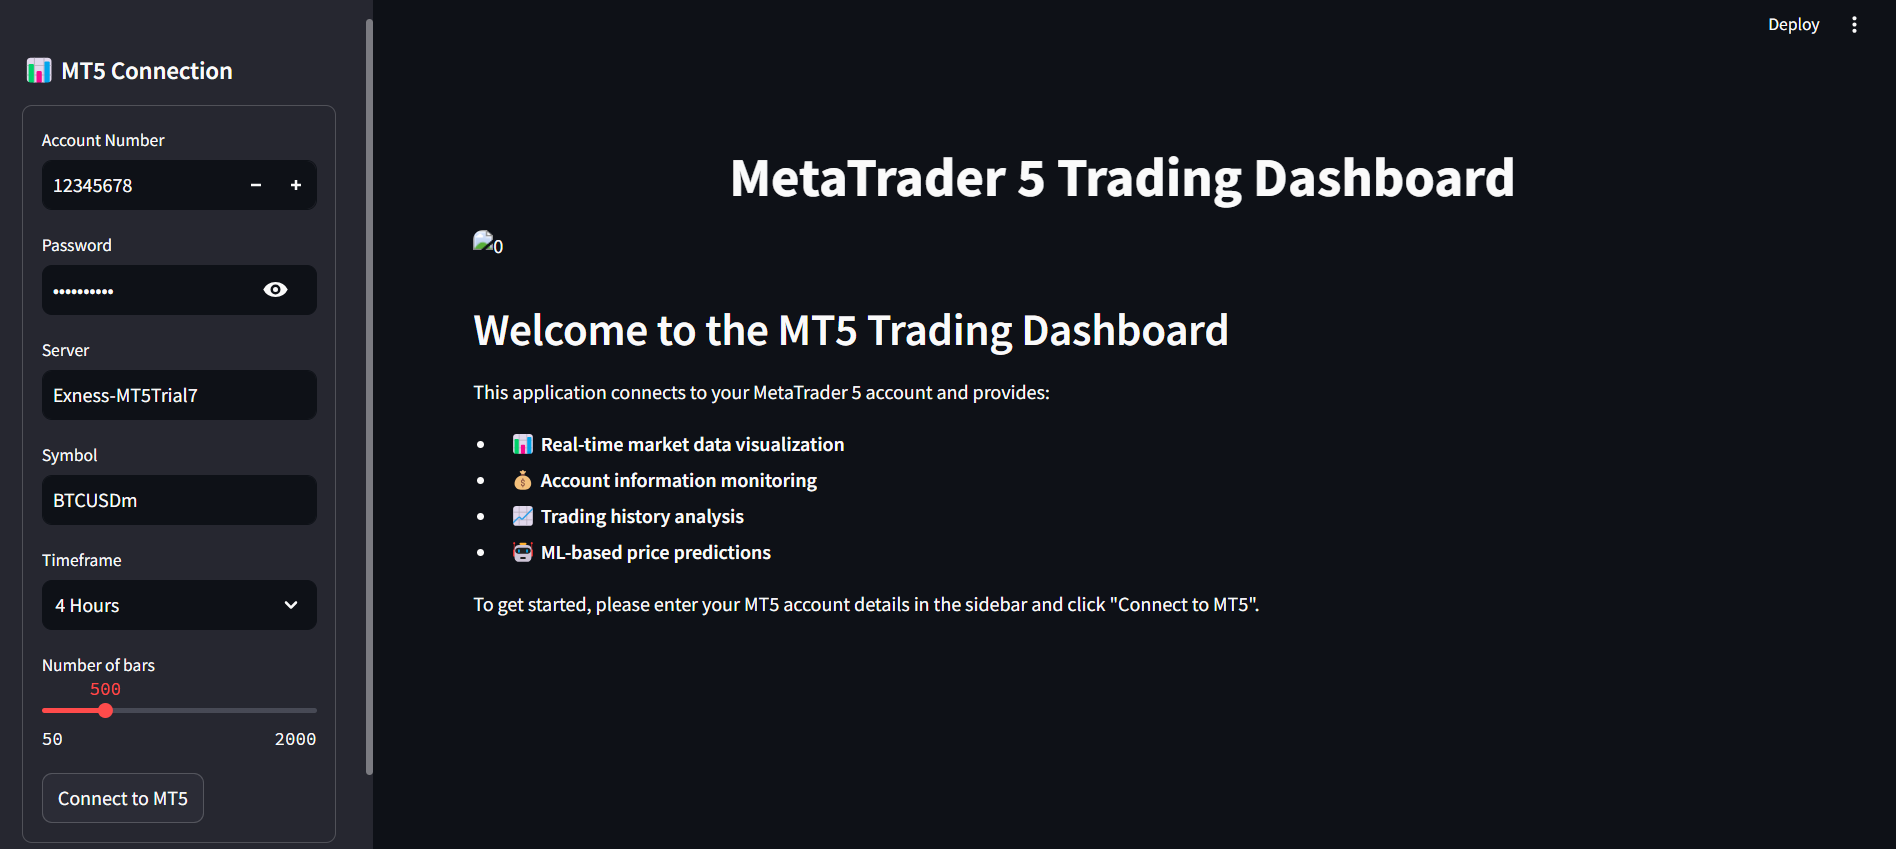 Deploy
MT5 Connection
Account Number
12345678
Password
••••••••••
Server
Exness-MT5Trial7
Symbol
BTCUSDm
Timeframe
4 Hours
Number of bars
500
50 2000
Connect to MT5
MetaTrader 5 Trading Dashboard
0
Welcome to the MT5 Trading Dashboard
This application connects to your MetaTrader 5 account and provides:
• Real-time market data visualization
• Account information monitoring
• Trading history analysis
• ML-based price predictions
To get started, please enter your MT5 account details in the sidebar and click "Connect to MT5".